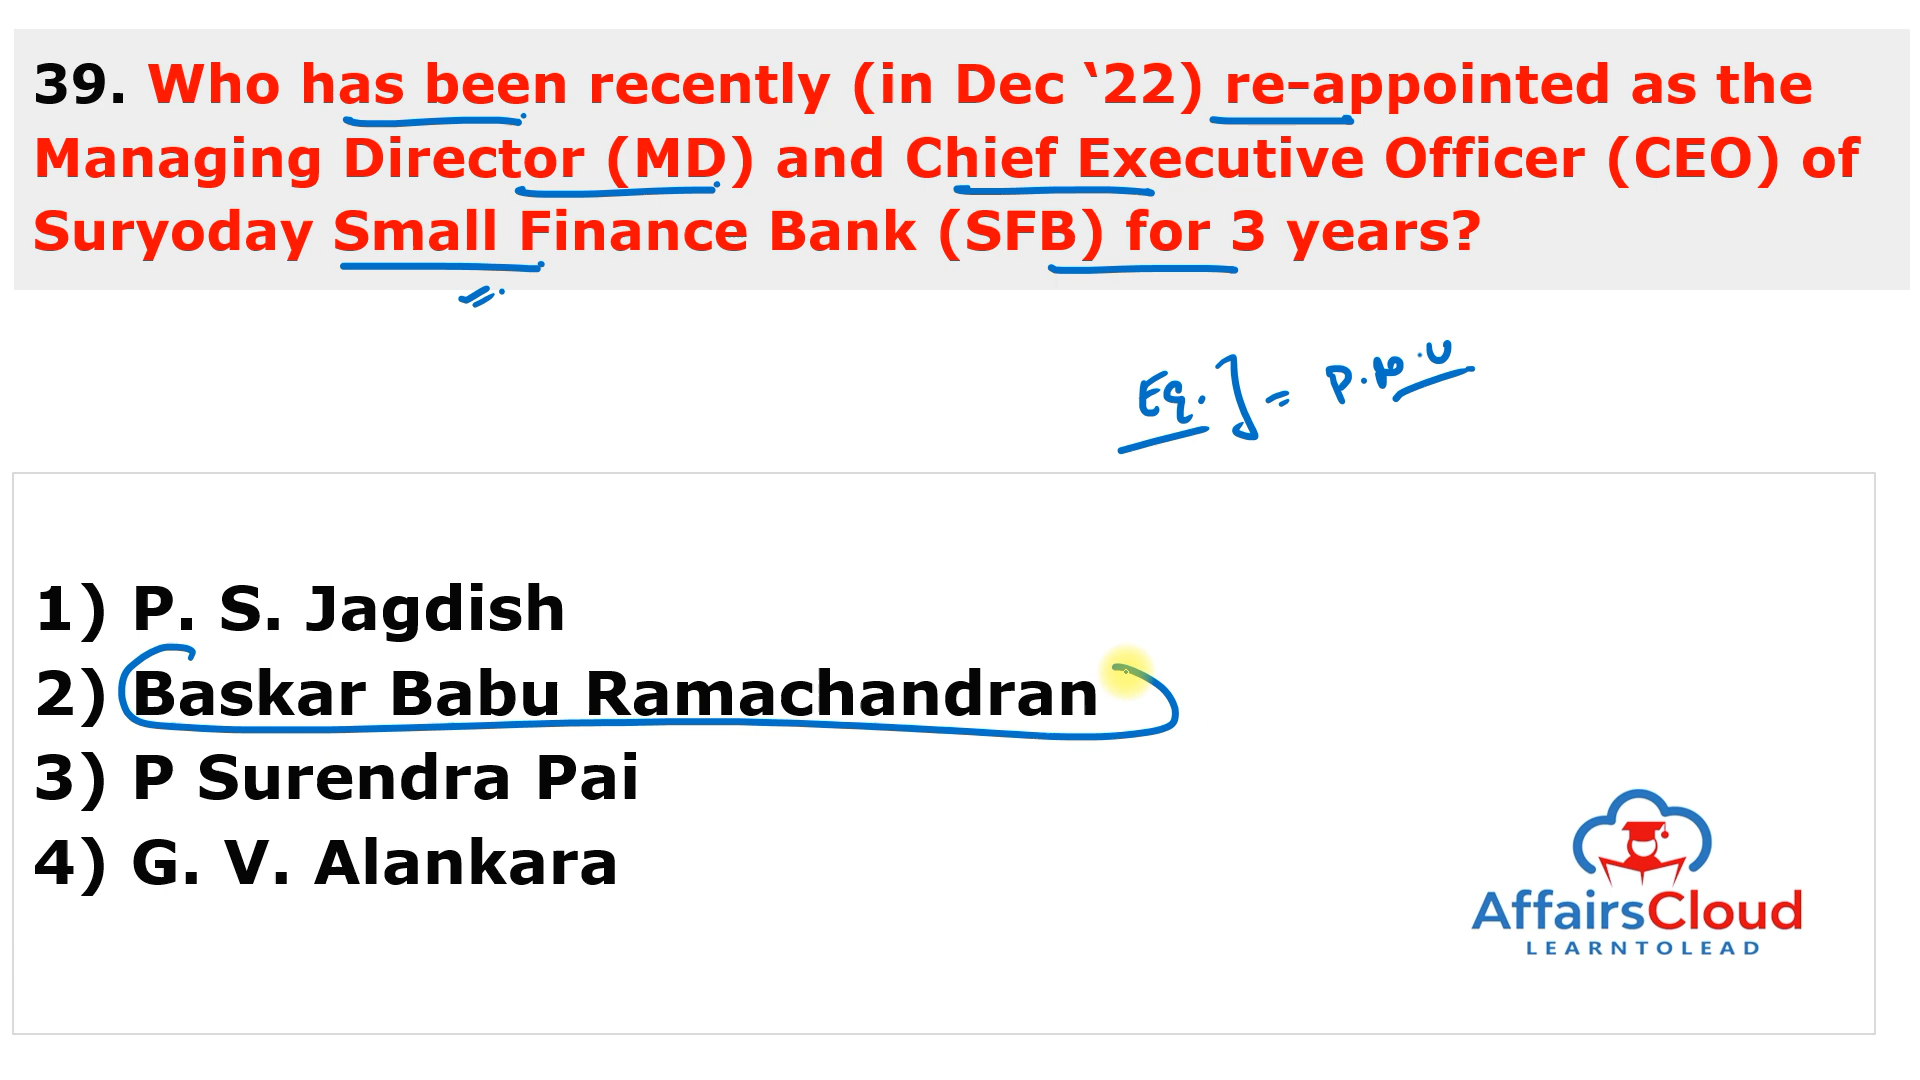 39. Who has been recently (in Dec ‘22) re-appointed as the
Managing Director (MD) and Chief Executive Officer (CEO) of
Suryoday Small Finance Bank (SFB) for 3 years?
Eq. ] =
1) P. S. Jagdish
2) Baskar Babu Ramachandran
3) P Surendra Pai
4) G. V. Alankara
AffairsCloud
LEARNTOLEAD